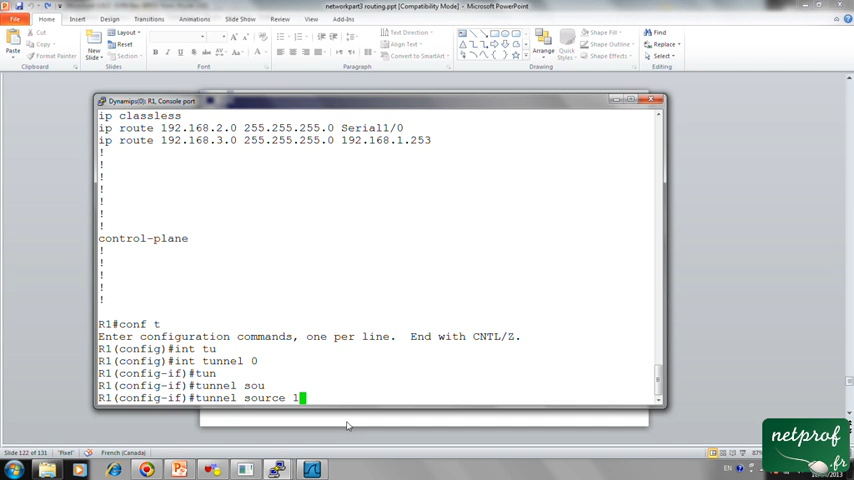 networkpart3 routing.ppt [Compatibility Mode] - Microsoft PowerPoint
File Home Insert Design Transitions Animations Slide Show Review View Add-Ins
Paste
Cut
Copy
Format Painter
Clipboard
New Slide
Layout
Reset
Section
Slides
Font
Text Direction
Align Text
Convert to SmartArt
Paragraph
Arrange
Quick Styles
Shape Fill
Shape Outline
Shape Effects
Drawing
Find
Replace
Select
Editing
Dynamips(0): R1, Console port
ip classless
ip route 192.168.2.0 255.255.255.0 Serial1/0
ip route 192.168.3.0 255.255.255.0 192.168.1.253
!
!
!
!
!
!
control-plane
!
!
!
!
!
R1#conf t
Enter configuration commands, one per line.  End with CNTL/Z.
R1(config)#int tu
R1(config)#int tunnel 0
R1(config-if)#tun
R1(config-if)#tunnel sou
R1(config-if)#tunnel source 1
Slide 122 of 131
"Pixel"
French (Canada)
87%
EN
netprof
.fr